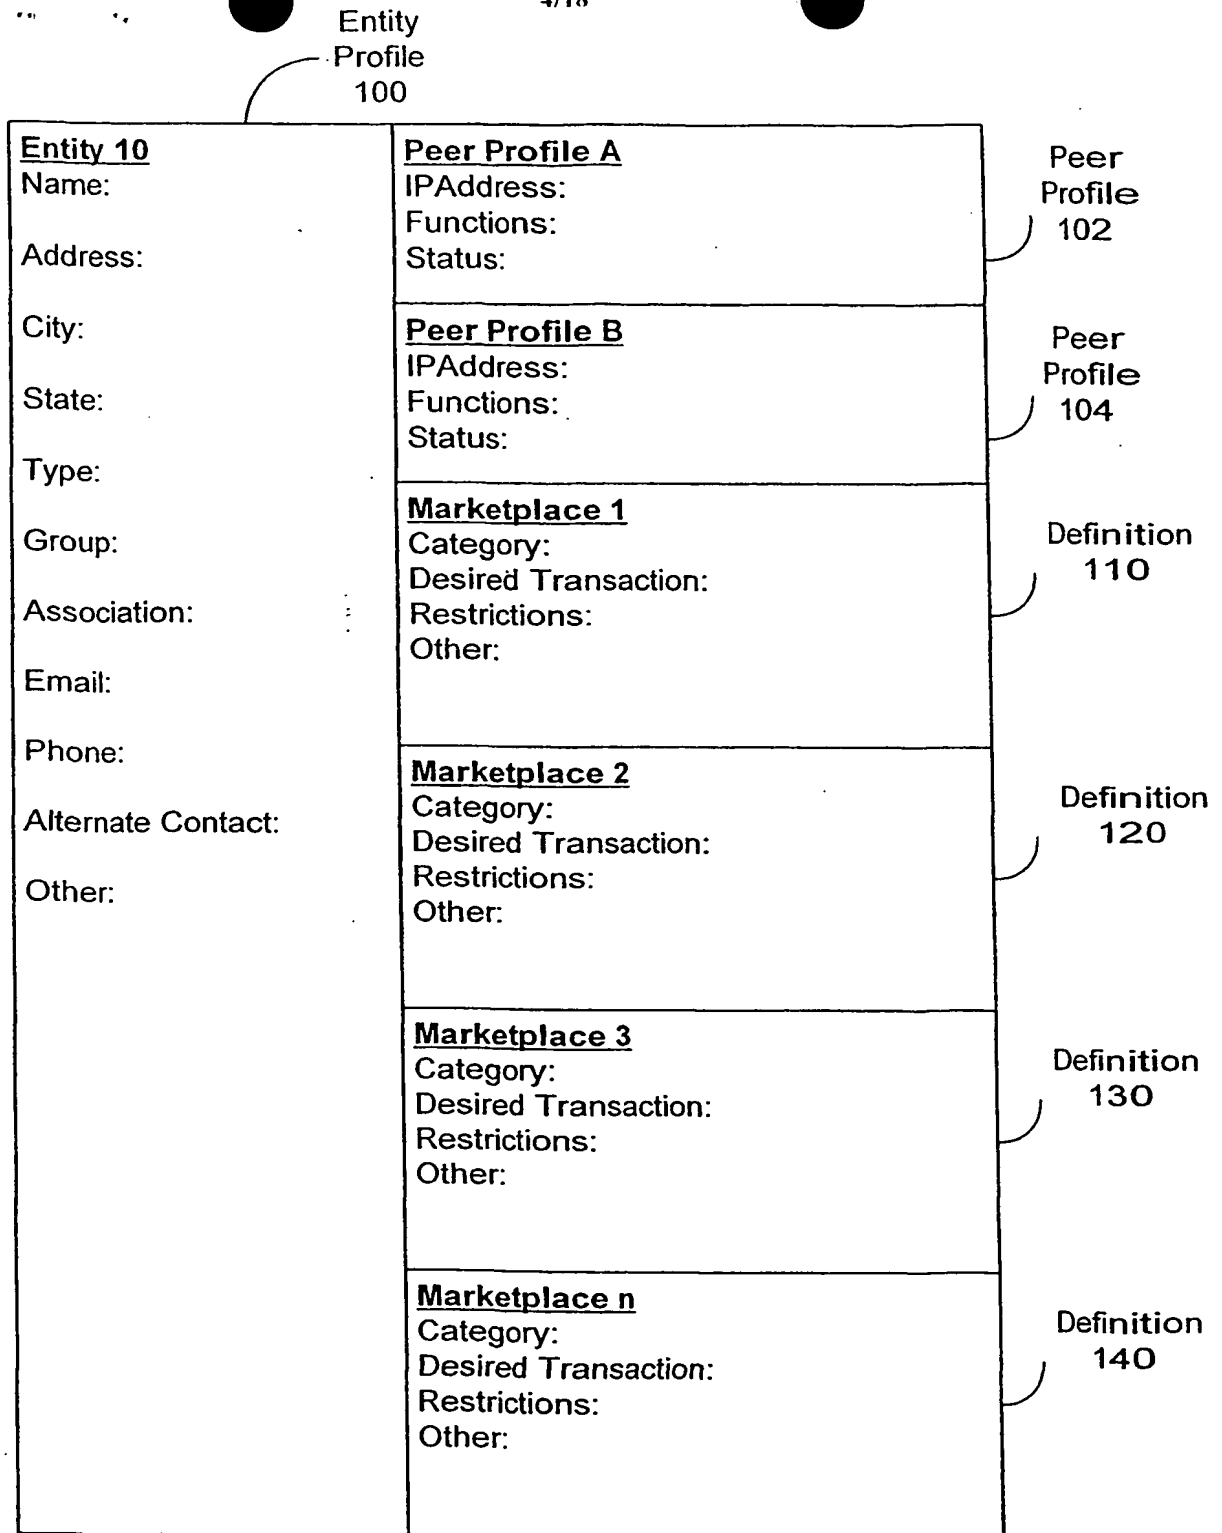 Entity
Profile
100
Entity 10
Name:
Address:
City:
State:
Type:
Group:
Association:
Email:
Phone:
Alternate Contact:
Other:
Peer Profile A
IPAddress:
Functions:
Status:
Peer Profile B
IPAddress:
Functions:
Status:
Marketplace 1
Category:
Desired Transaction:
Restrictions:
Other:
Marketplace 2
Category:
Desired Transaction:
Restrictions:
Other:
Marketplace 3
Category:
Desired Transaction:
Restrictions:
Other:
Marketplace n
Category:
Desired Transaction:
Restrictions:
Other:
Peer
Profile
102
Peer
Profile
104
Definition
110
Definition
120
Definition
130
Definition
140